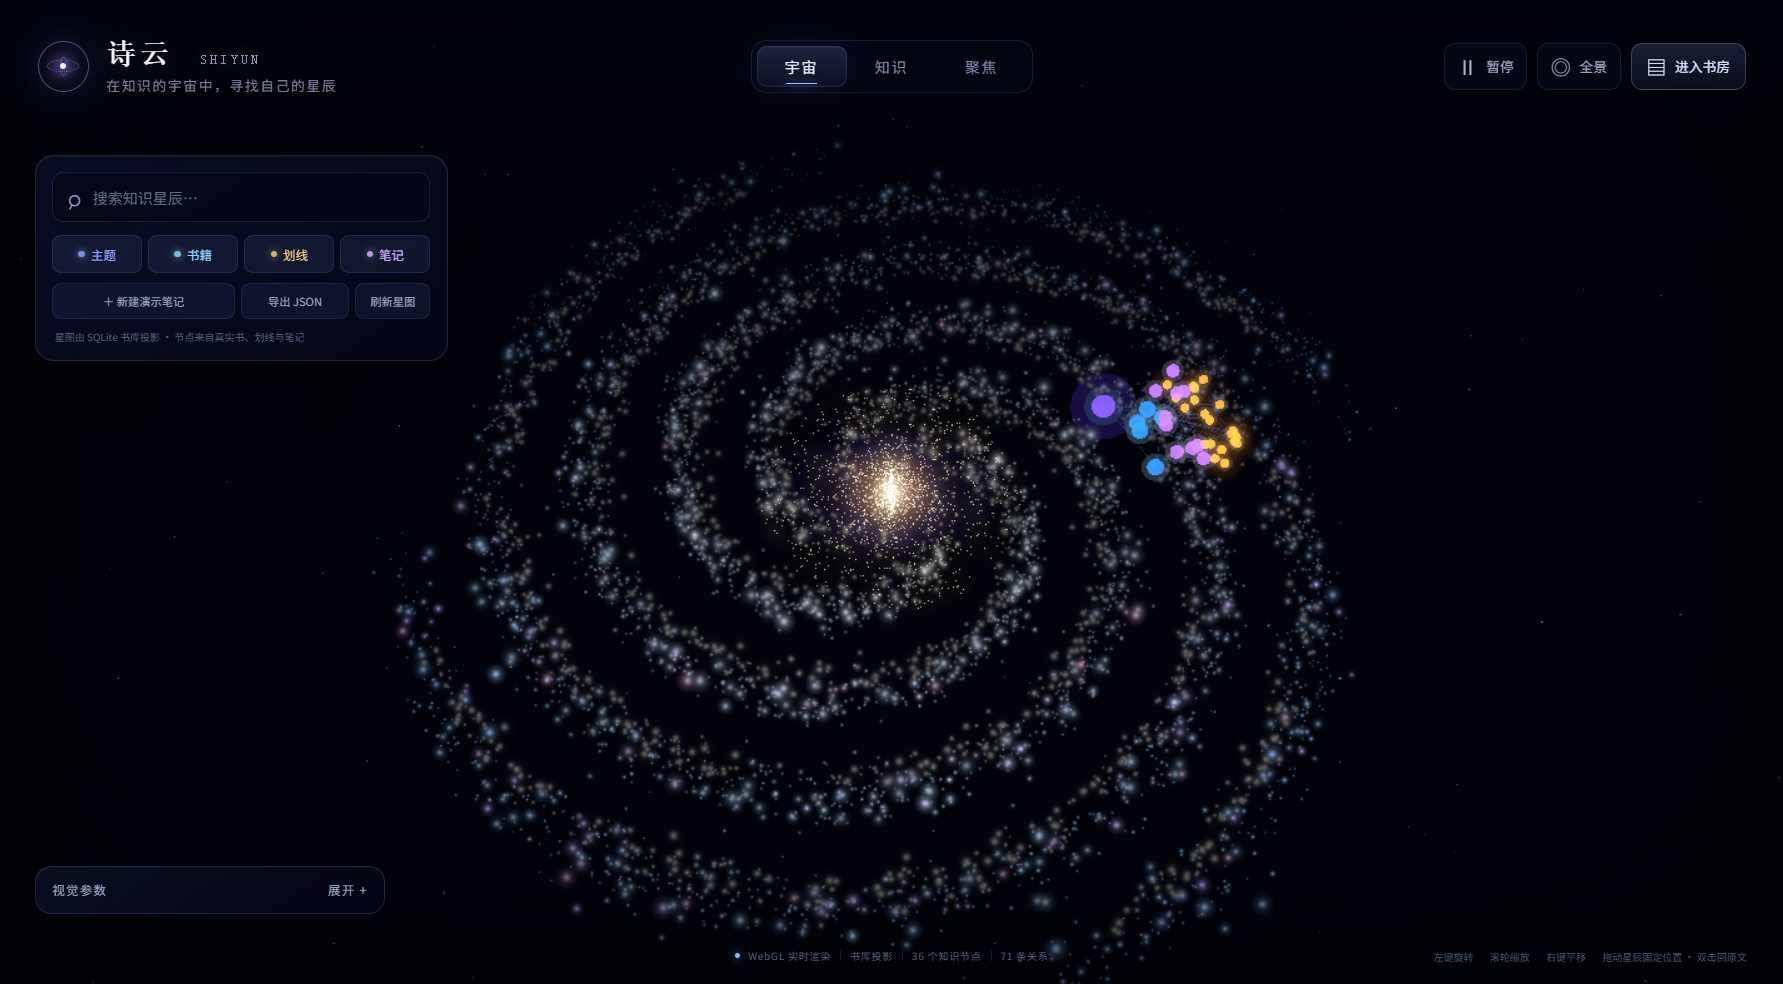 诗云 SHIYUN
在知识的宇宙中，寻找自己的星辰
宇宙 知识 聚焦
暂停 全景 进入书房
搜索知识星辰…
主题 书籍 划线 笔记
+ 新建演示笔记 导出 JSON 刷新星图
星图由 SQLite 书库投影 · 节点来自真实书、划线与笔记
视觉参数 展开 +
WebGL 实时渲染 书库投影 36 个知识节点 71 条关系
左键旋转 滚轮缩放 右键平移 拖动星辰固定位置 · 双击回原文